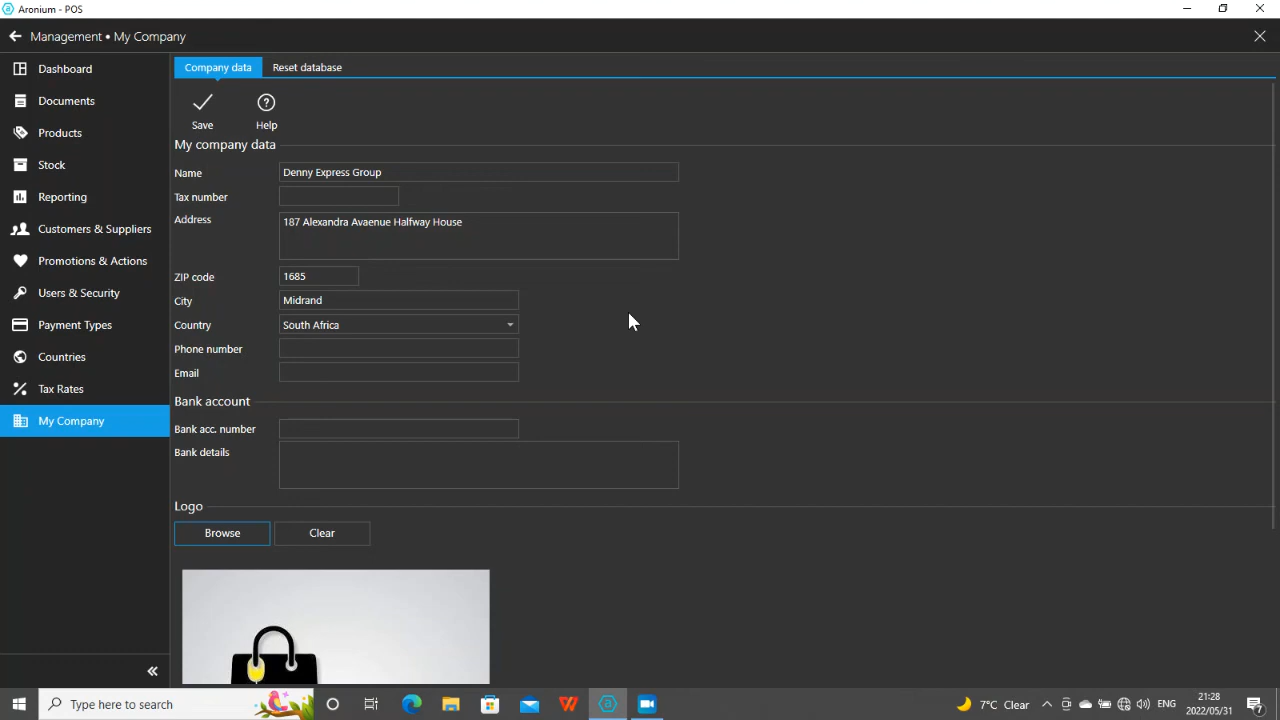 Aronium - POS
Management • My Company
Dashboard
Documents
Products
Stock
Reporting
Customers & Suppliers
Promotions & Actions
Users & Security
Payment Types
Countries
Tax Rates
My Company
Company data Reset database
Save Help
My company data
Name Denny Express Group
Tax number
Address 187 Alexandra Avaenue Halfway House
ZIP code 1685
City Midrand
Country South Africa
Phone number
Email
Bank account
Bank acc. number
Bank details
Logo
Browse Clear
Type here to search
7°C Clear ENG 21:28
2022/05/31 7